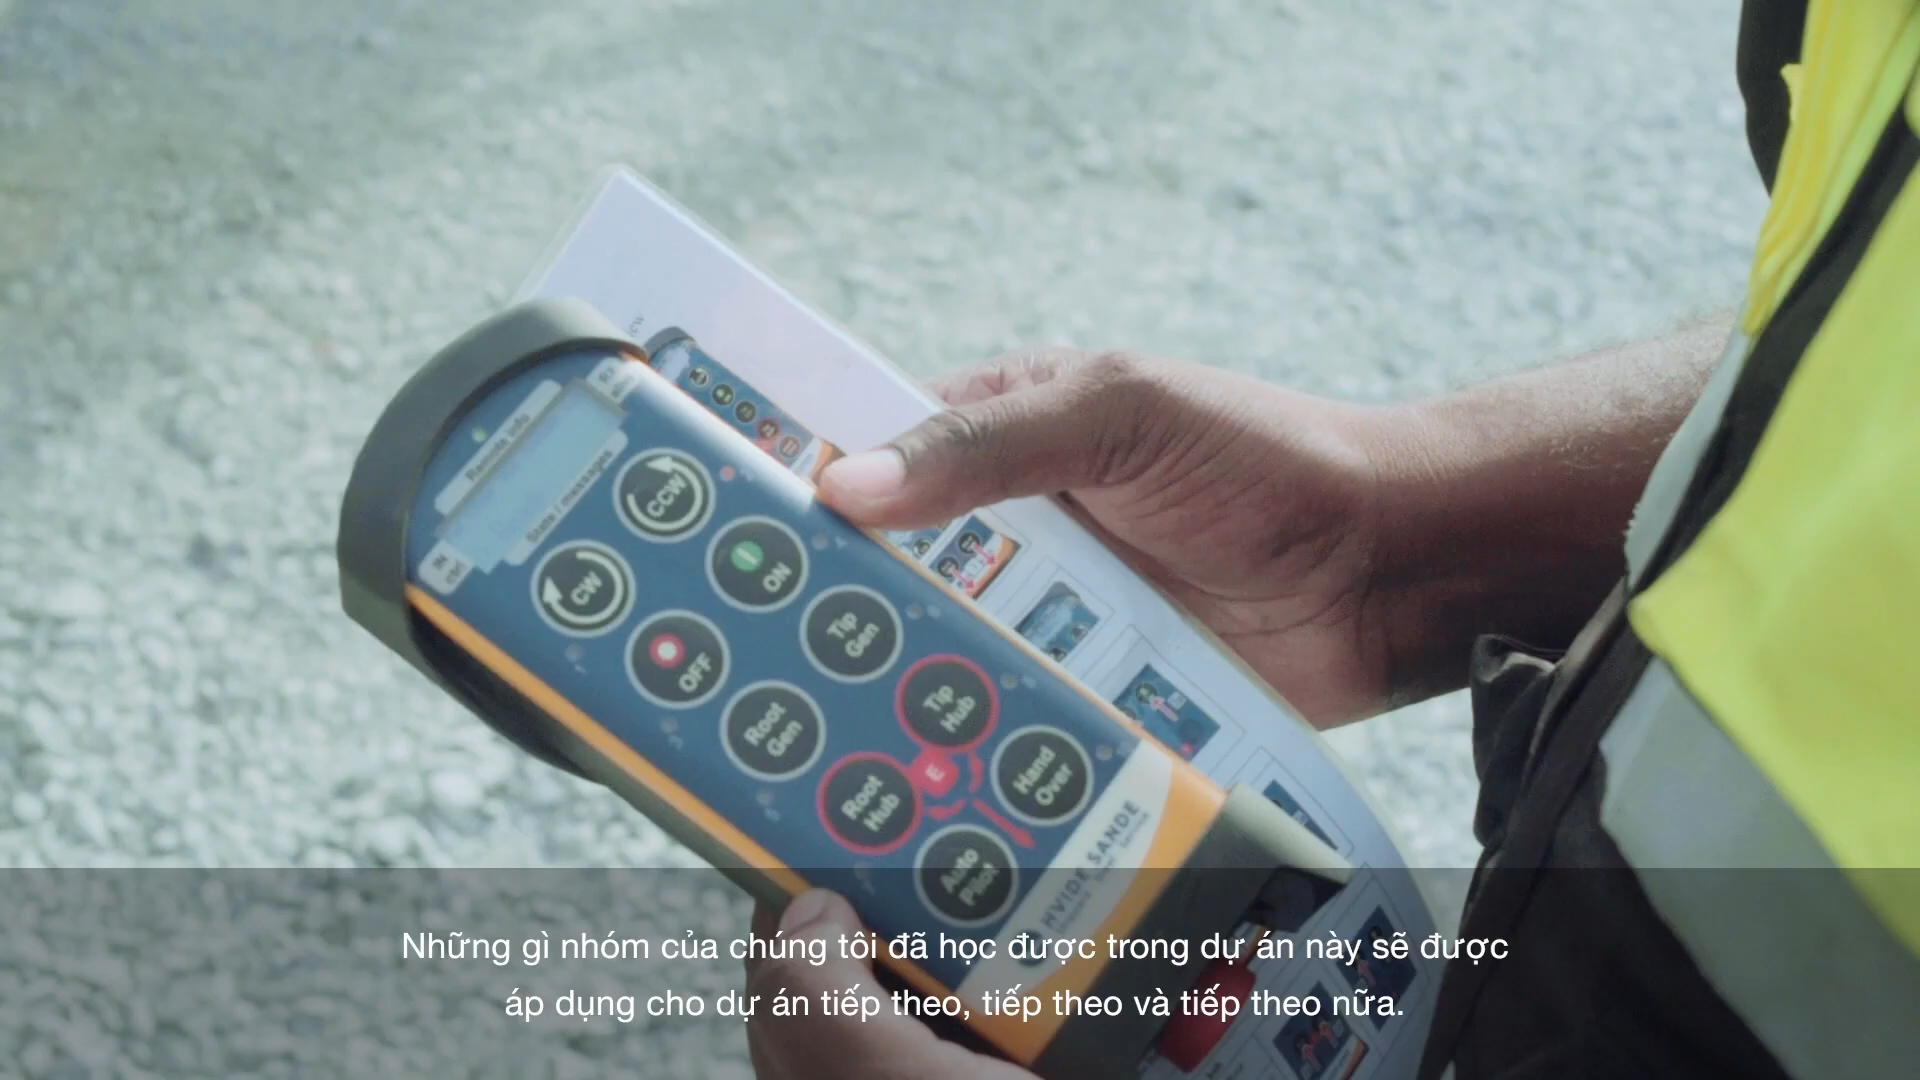 Remote info
Stats / messages
CCW
CW
ON
OFF
Tip
Gen
Root
Gen
Tip
Hub
Root
Hub
E
Hand
Over
Auto
Pilot
HVIDE SANDE
Những gì nhóm của chúng tôi đã học được trong dự án này sẽ được
áp dụng cho dự án tiếp theo, tiếp theo và tiếp theo nữa.